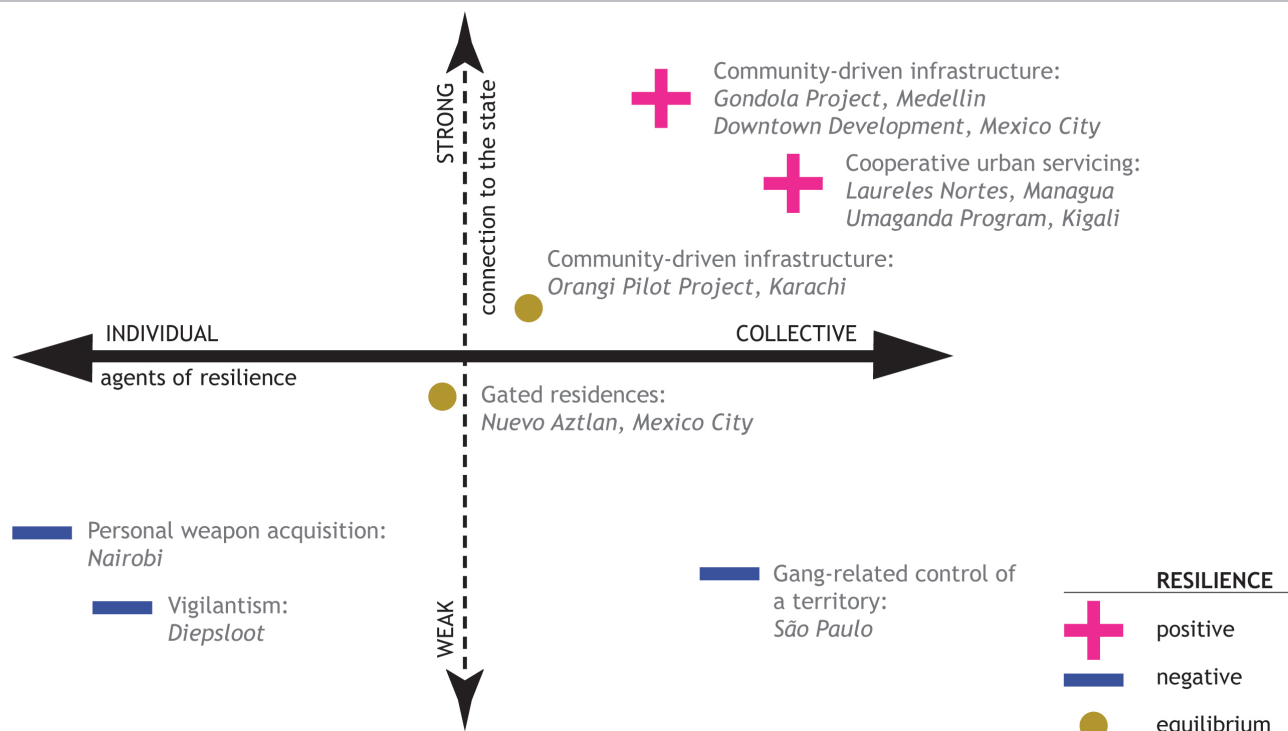 STRONG
connection to the state
Community-driven infrastructure:
Gondola Project, Medellin
Downtown Development, Mexico City
Cooperative urban servicing:
Laureles Nortes, Managua
Umaganda Program, Kigali
Community-driven infrastructure:
Orangi Pilot Project, Karachi
INDIVIDUAL
COLLECTIVE
agents of resilience
Gated residences:
Nuevo Aztlan, Mexico City
Personal weapon acquisition:
Nairobi
Vigilantism:
Diepsloot
WEAK
Gang-related control of
a territory:
São Paulo
RESILIENCE
positive
negative
equilibrium